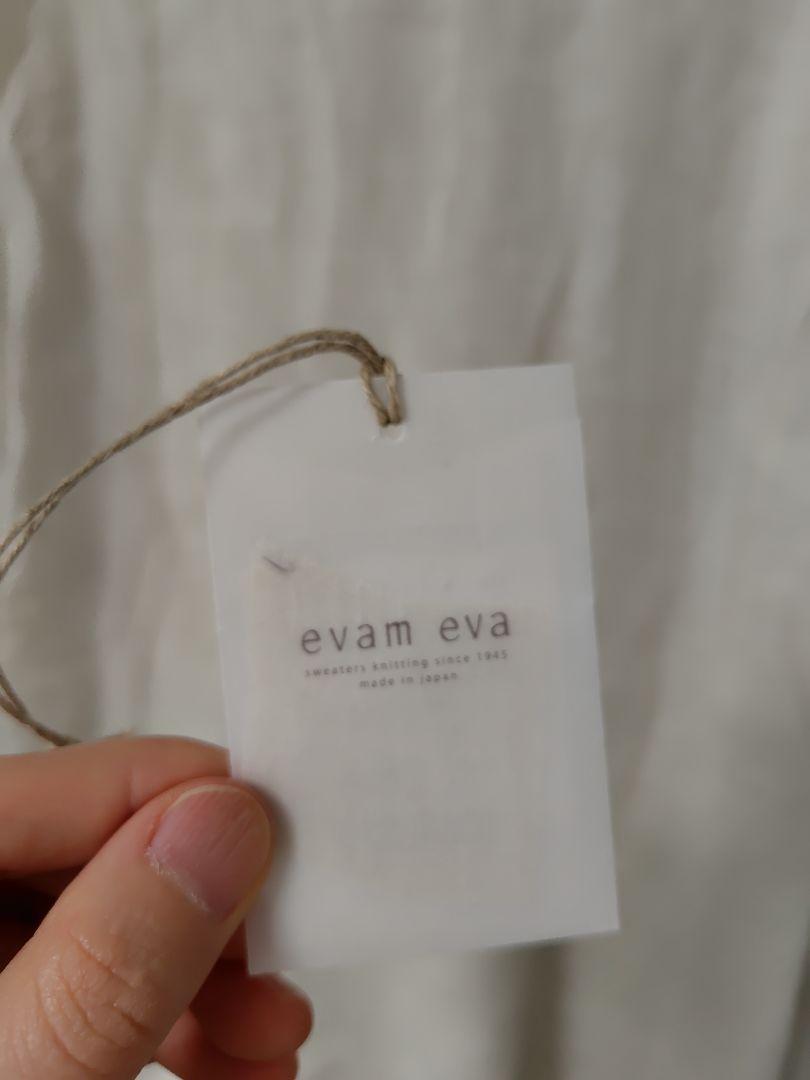 evam eva
sweaters knitting since 1945
made in japan